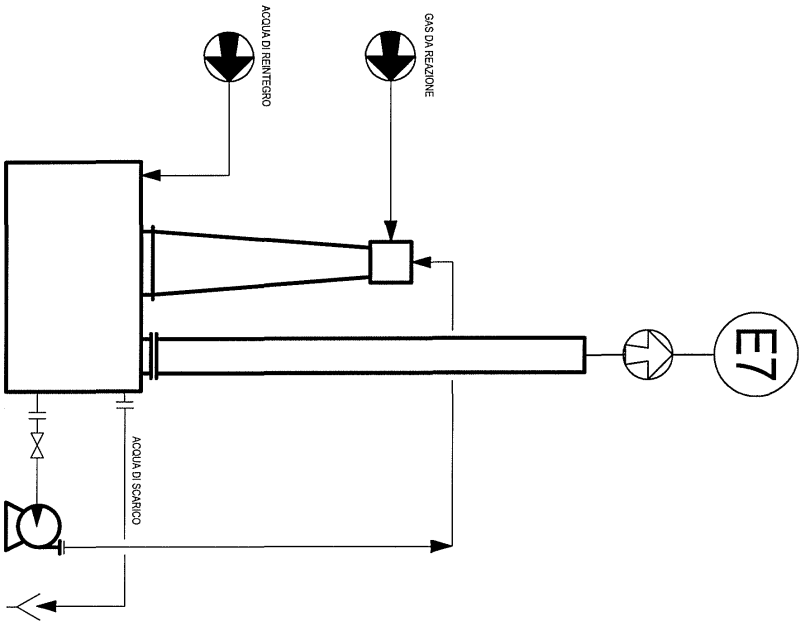 ACQUA DI REINTEGRO
GAS DA REAZIONE
E7
ACQUA DI SCARICO